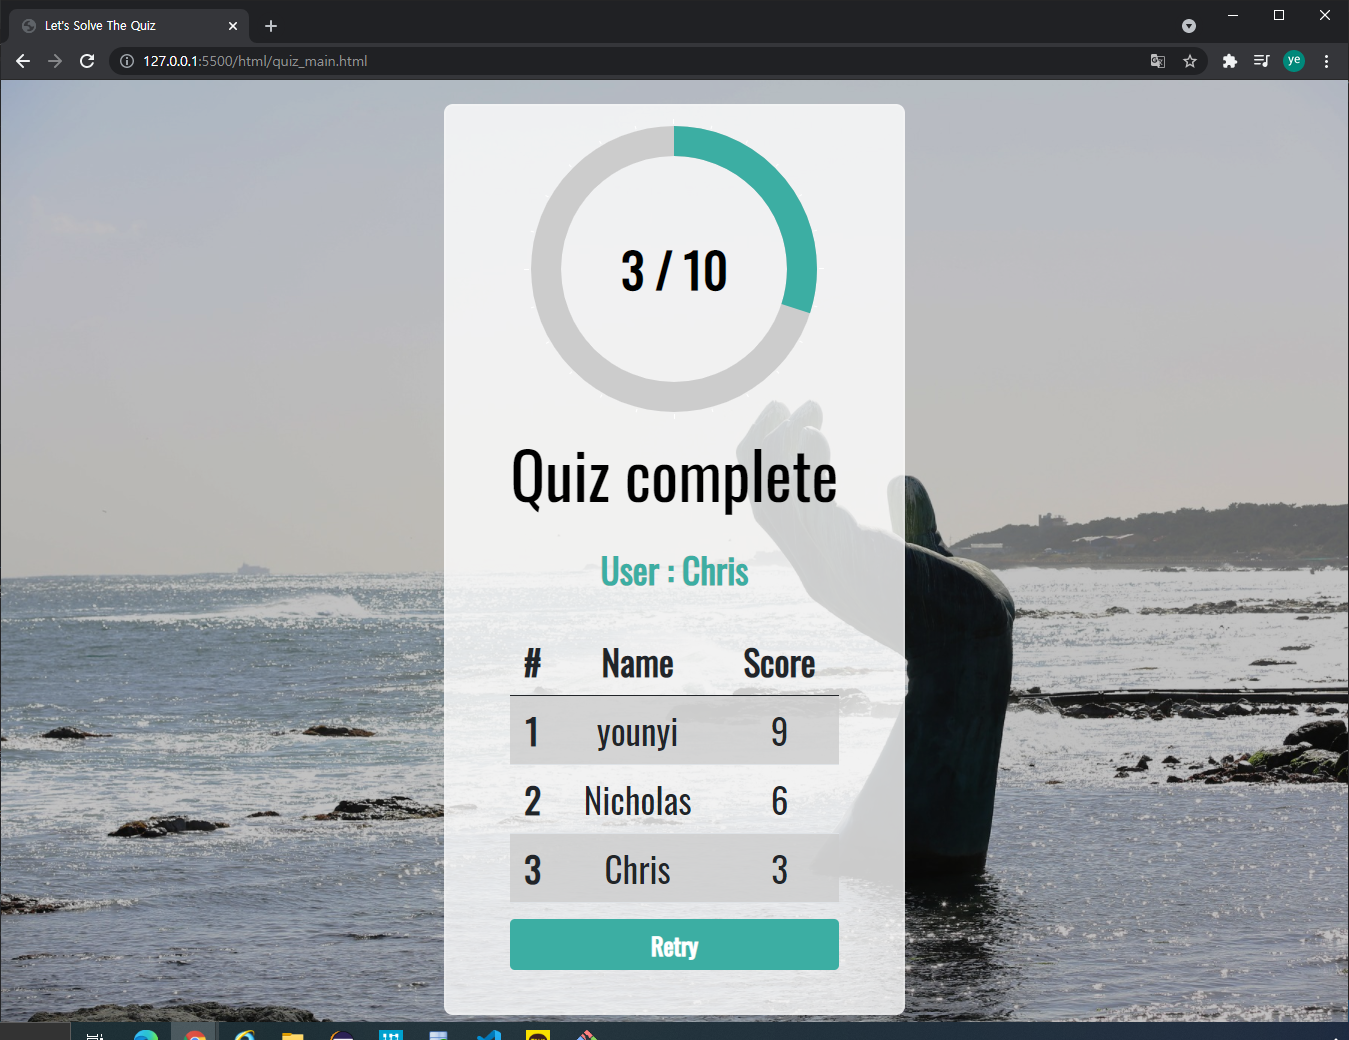 Let's Solve The Quiz
127.0.0.1:5500/html/quiz_main.html
ye
3 / 10
Quiz complete
User : Chris
# Name Score
1 younyi 9
2 Nicholas 6
3 Chris 3
Retry